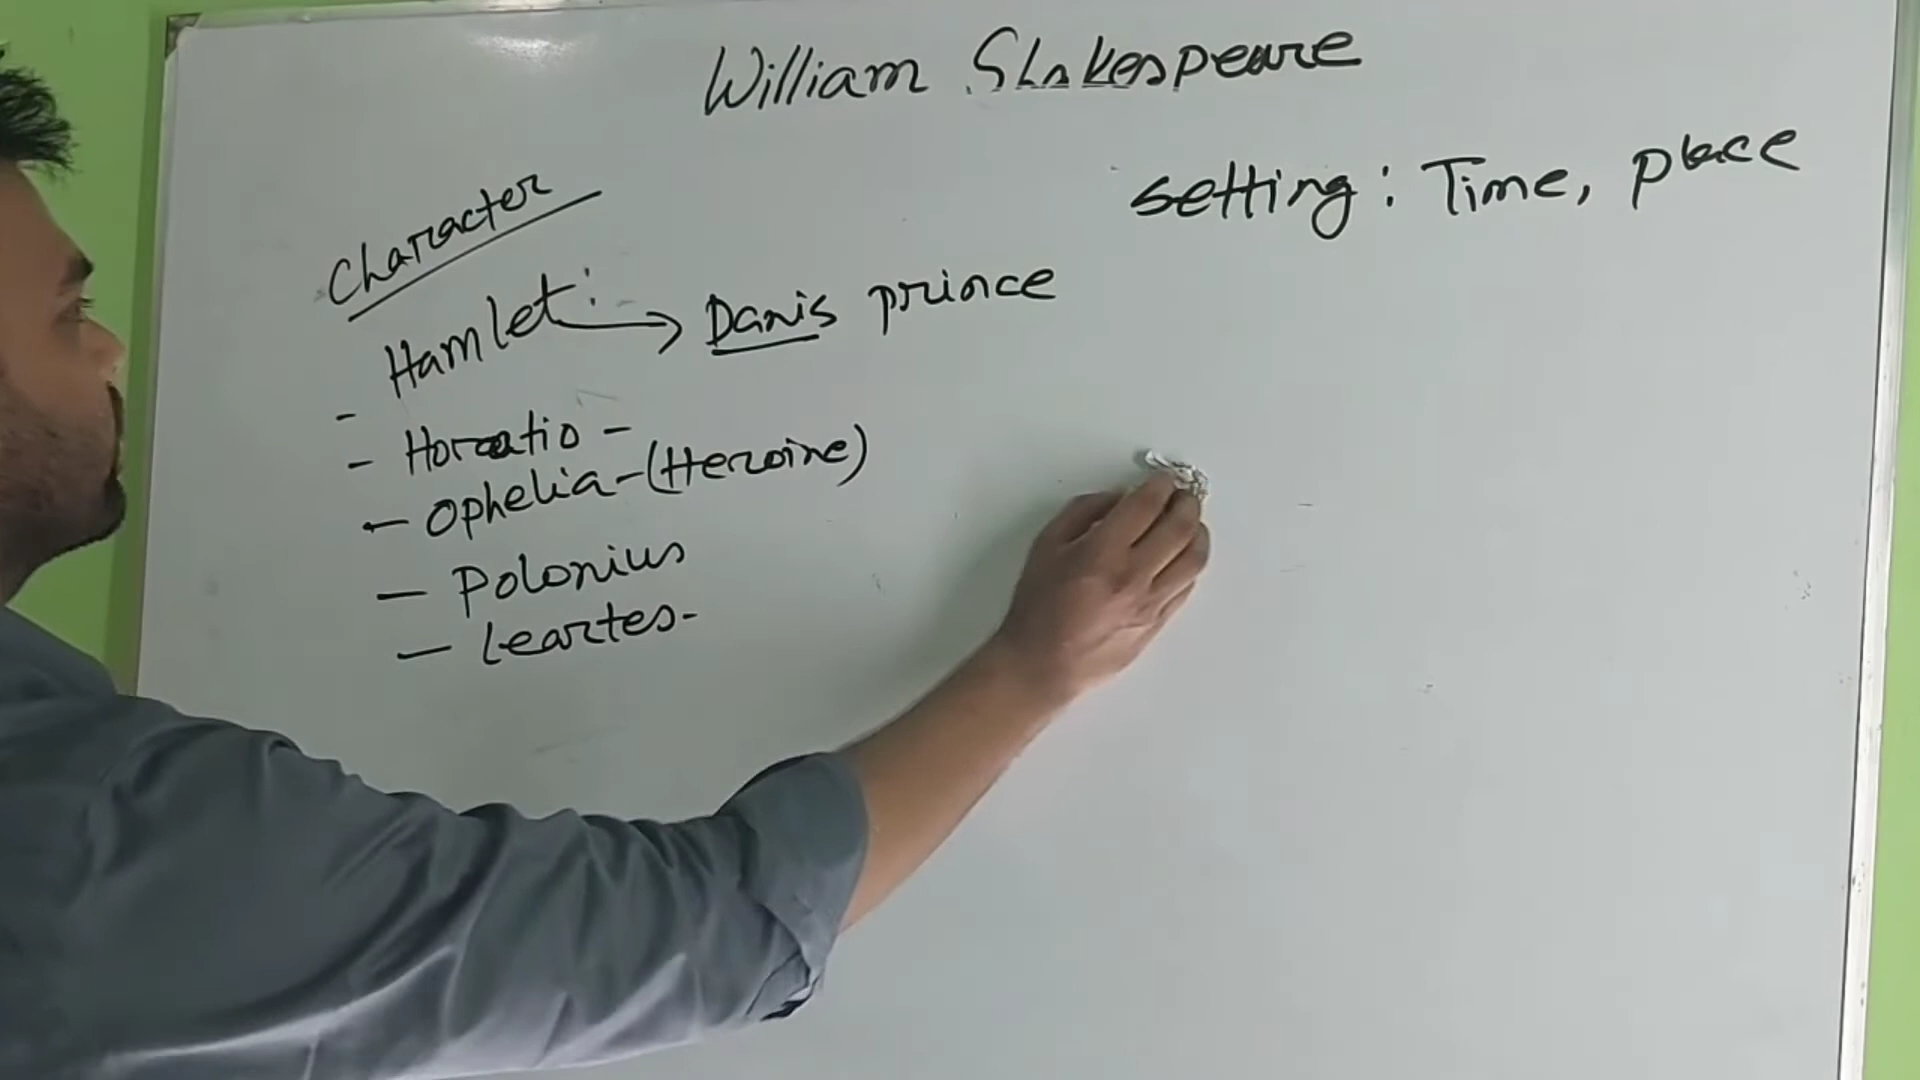 William Shakespeare
setting: Time, place
Character
Hamlet: → Danis prince
-
- Horatio -
- Ophelia - (Heroine)
- Polonius
- Leartes-